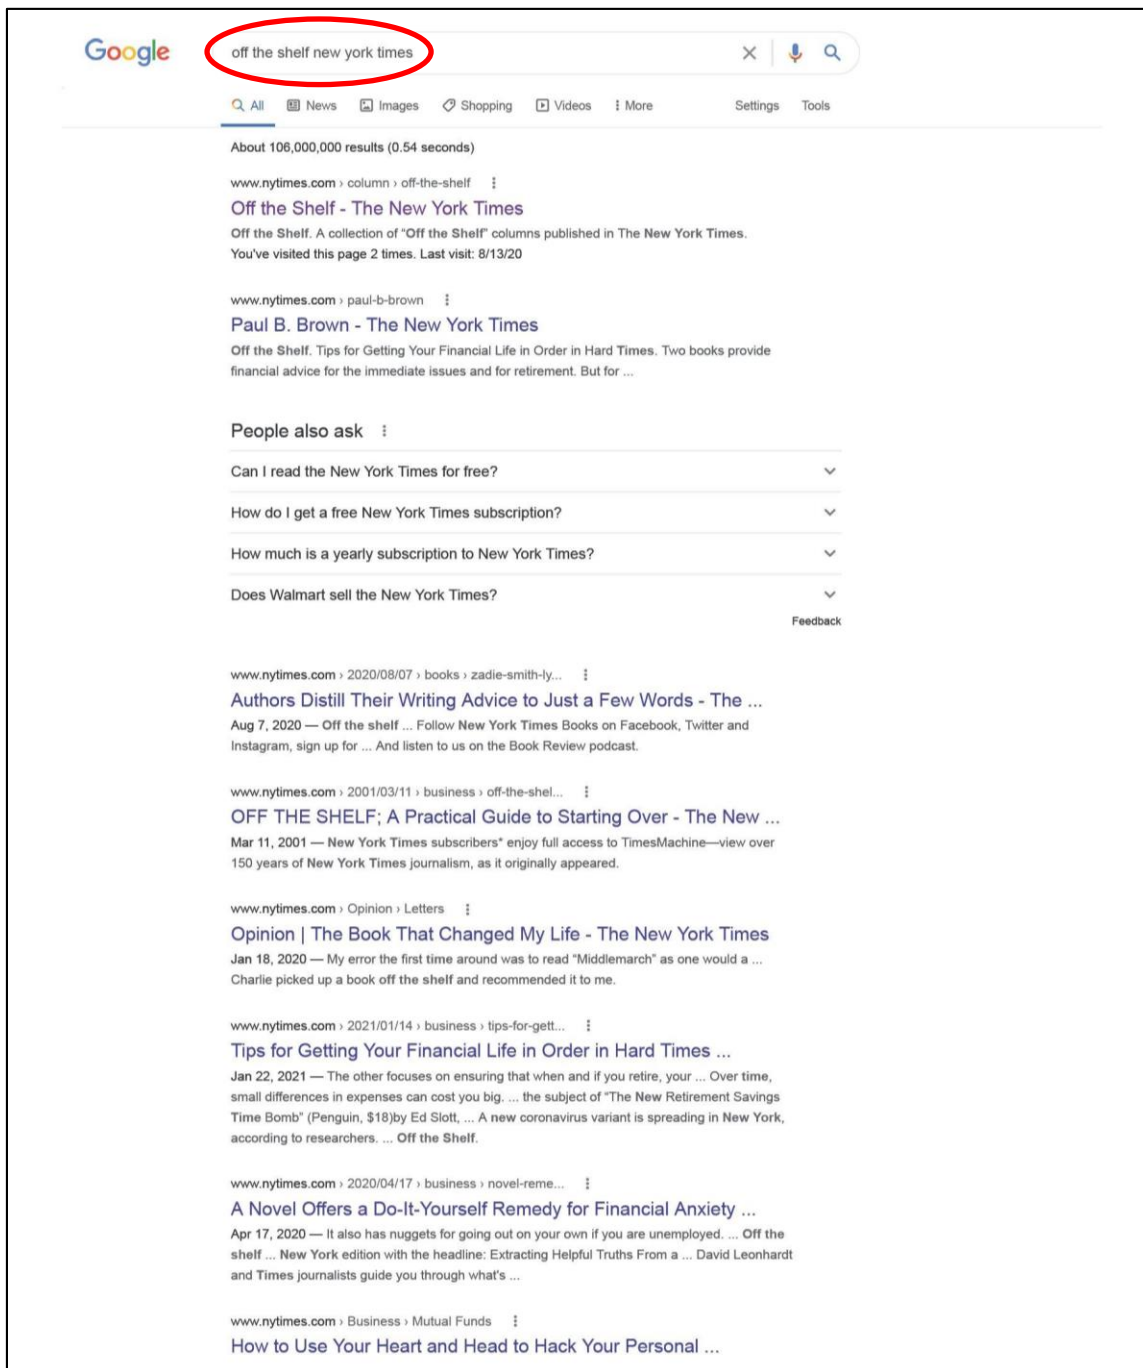 Google
off the shelf new york times
All News Images Shopping Videos More Settings Tools
About 106,000,000 results (0.54 seconds)
www.nytimes.com › column › off-the-shelf
Off the Shelf - The New York Times
Off the Shelf. A collection of "Off the Shelf" columns published in The New York Times.
You've visited this page 2 times. Last visit: 8/13/20
www.nytimes.com › paul-b-brown
Paul B. Brown - The New York Times
Off the Shelf. Tips for Getting Your Financial Life in Order in Hard Times. Two books provide
financial advice for the immediate issues and for retirement. But for ...
People also ask
Can I read the New York Times for free?
How do I get a free New York Times subscription?
How much is a yearly subscription to New York Times?
Does Walmart sell the New York Times?
Feedback
www.nytimes.com › 2020/08/07 › books › zadie-smith-ly...
Authors Distill Their Writing Advice to Just a Few Words - The ...
Aug 7, 2020 — Off the shelf ... Follow New York Times Books on Facebook, Twitter and
Instagram, sign up for ... And listen to us on the Book Review podcast.
www.nytimes.com › 2001/03/11 › business › off-the-shel...
OFF THE SHELF; A Practical Guide to Starting Over - The New ...
Mar 11, 2001 — New York Times subscribers* enjoy full access to TimesMachine—view over
150 years of New York Times journalism, as it originally appeared.
www.nytimes.com › Opinion › Letters
Opinion | The Book That Changed My Life - The New York Times
Jan 18, 2020 — My error the first time around was to read "Middlemarch" as one would a ...
Charlie picked up a book off the shelf and recommended it to me.
www.nytimes.com › 2021/01/14 › business › tips-for-gett...
Tips for Getting Your Financial Life in Order in Hard Times ...
Jan 22, 2021 — The other focuses on ensuring that when and if you retire, your ... Over time,
small differences in expenses can cost you big. ... the subject of "The New Retirement Savings
Time Bomb" (Penguin, $18)by Ed Slott, ... A new coronavirus variant is spreading in New York,
according to researchers. ... Off the Shelf.
www.nytimes.com › 2020/04/17 › business › novel-reme...
A Novel Offers a Do-It-Yourself Remedy for Financial Anxiety ...
Apr 17, 2020 — It also has nuggets for going out on your own if you are unemployed. ... Off the
shelf ... New York edition with the headline: Extracting Helpful Truths From a ... David Leonhardt
and Times journalists guide you through what's ...
www.nytimes.com › Business › Mutual Funds
How to Use Your Heart and Head to Hack Your Personal ...